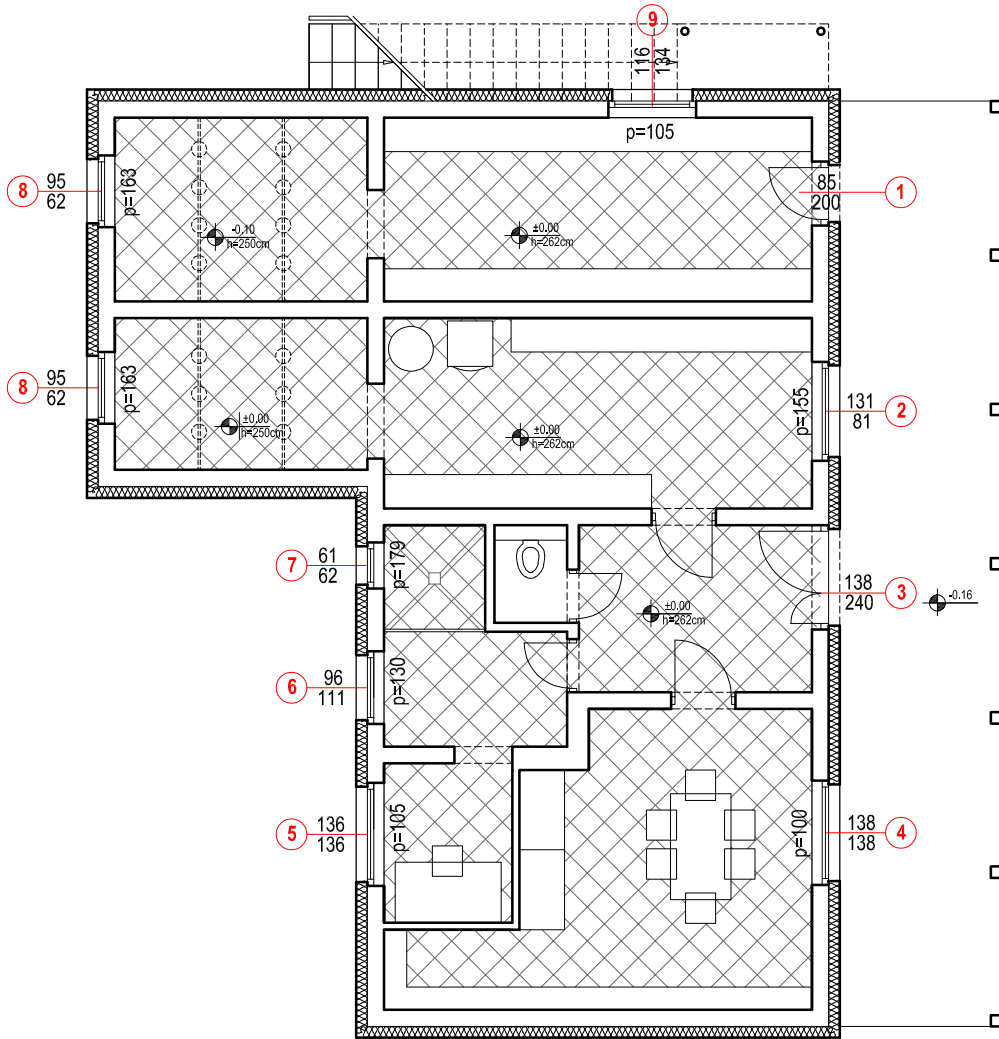 9
116
134
p=105
8
95
62
p=163
-0.10
h=250cm
±0.00
h=262cm
85
200
1
8
95
62
p=163
±0.00
h=250cm
±0.00
h=262cm
p=155
131
81
2
7
61
62
p=179
±0.00
h=262cm
138
240
3
-0.16
6
96
111
p=130
5
136
136
p=105
p=100
138
138
4